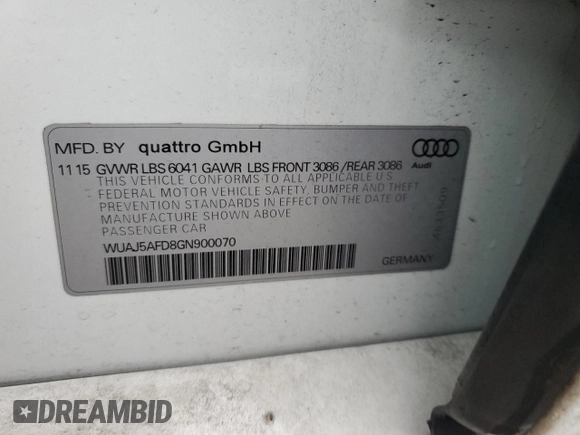 MFD. BY quattro GmbH
11 15 GVWR LBS 6041 GAWR LBS FRONT 3086 /REAR 3086
Audi
THIS VEHICLE CONFORMS TO ALL APPLICABLE U.S.
FEDERAL MOTOR VEHICLE SAFETY, BUMPER AND THEFT
PREVENTION STANDARDS IN EFFECT ON THE DATE OF
MANUFACTURE SHOWN ABOVE
PASSENGER CAR
WUAJ5AFD8GN900070
GERMANY
DREAMBID